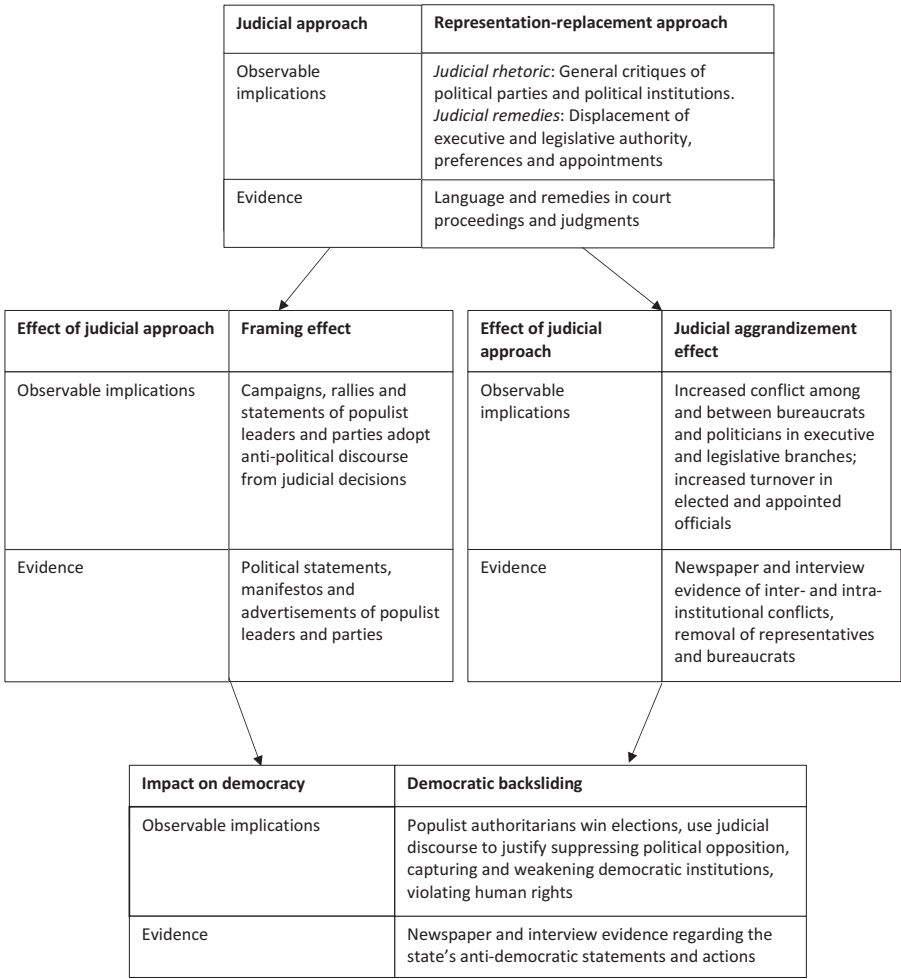 Judicial approach
Representation-replacement approach
Observable
implications
Judicial rhetoric: General critiques of
political parties and political institutions.
Judicial remedies: Displacement of
executive and legislative authority,
preferences and appointments
Evidence
Language and remedies in court
proceedings and judgments
Effect of judicial approach
Framing effect
Observable implications
Campaigns, rallies and
statements of populist
leaders and parties adopt
anti-political discourse
from judicial decisions
Evidence
Political statements,
manifestos and
advertisements of populist
leaders and parties
Effect of judicial
approach
Judicial aggrandizement
effect
Observable
implications
Increased conflict among
and between bureaucrats
and politicians in executive
and legislative branches;
increased turnover in
elected and appointed
officials
Evidence
Newspaper and interview
evidence of inter- and intra-
institutional conflicts,
removal of representatives
and bureaucrats
Impact on democracy
Democratic backsliding
Observable implications
Populist authoritarians win elections, use judicial
discourse to justify suppressing political opposition,
capturing and weakening democratic institutions,
violating human rights
Evidence
Newspaper and interview evidence regarding the
state's anti-democratic statements and actions